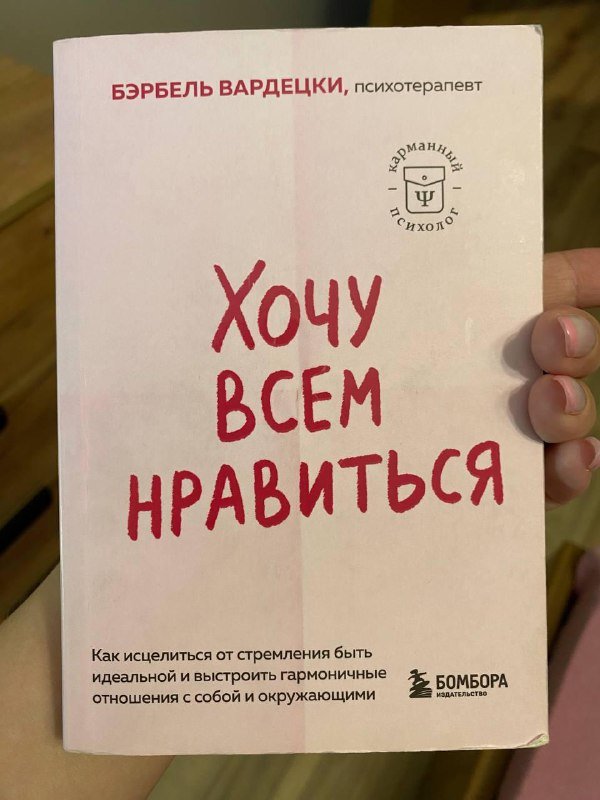 БЭРБЕЛЬ ВАРДЕЦКИ, психотерапевт
карманный
Ψ
психолог
Хочу
всем
нравиться
Как исцелиться от стремления быть
идеальной и выстроить гармоничные
отношения с собой и окружающими
БОМБОРА
ИЗДАТЕЛЬСТВО